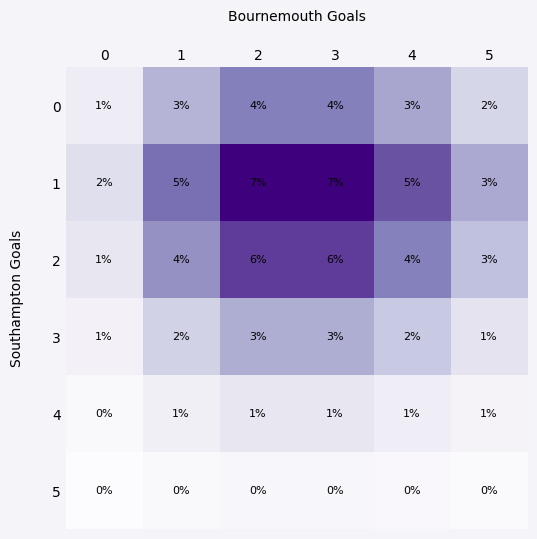 Bournemouth Goals
0 1 2 3 4 5
0 1% 3% 4% 4% 3% 2%
1 2% 5% 7% 7% 5% 3%
2 1% 4% 6% 6% 4% 3%
3 1% 2% 3% 3% 2% 1%
4 0% 1% 1% 1% 1% 1%
5 0% 0% 0% 0% 0% 0%
Southampton Goals